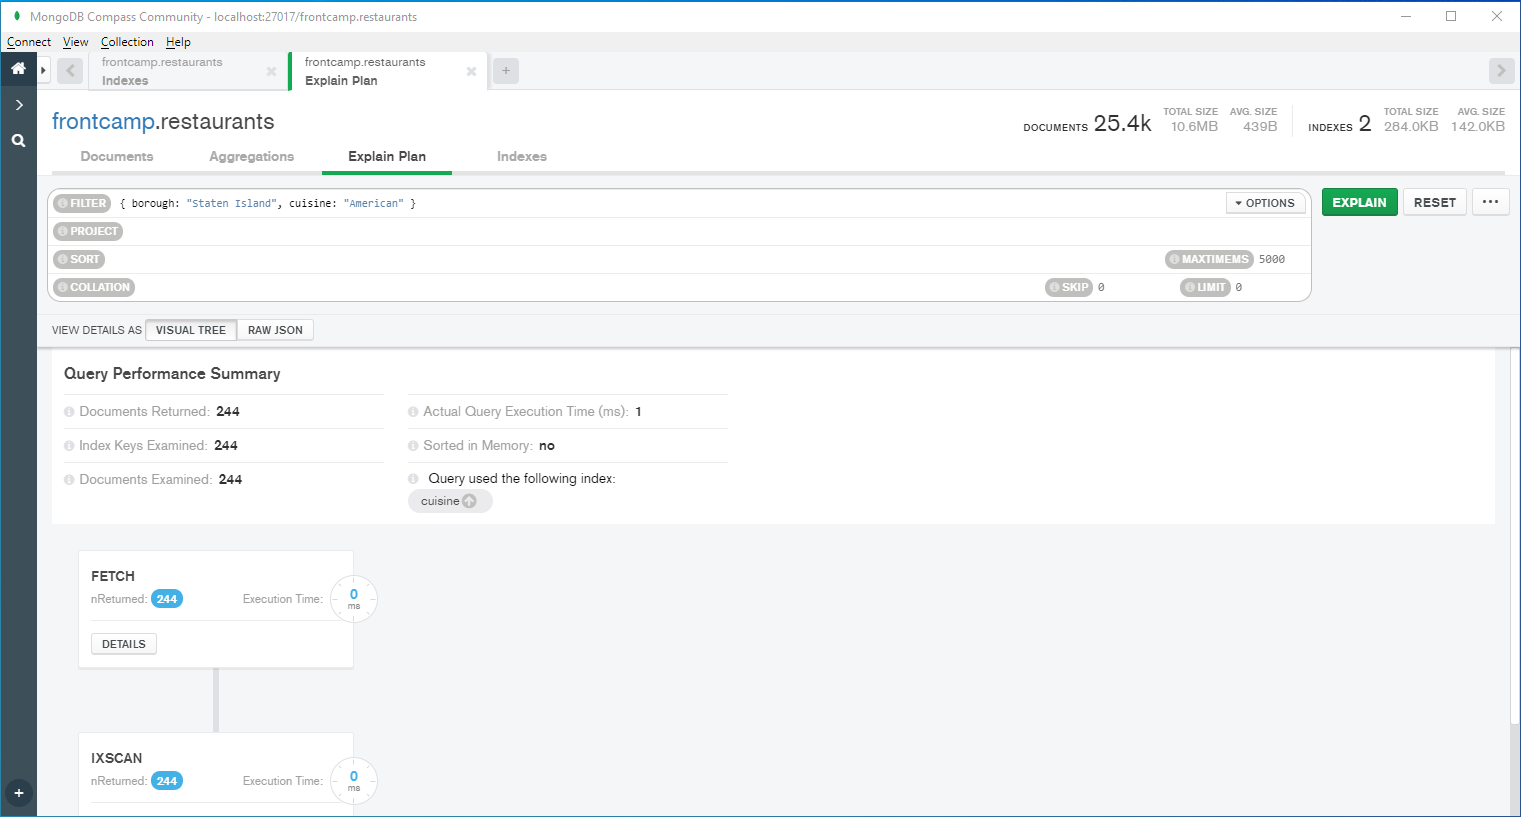 MongoDB Compass Community - localhost:27017/frontcamp.restaurants
Connect View Collection Help
frontcamp.restaurants
Indexes
frontcamp.restaurants
Explain Plan
frontcamp.restaurants
DOCUMENTS 25.4k
TOTAL SIZE
10.6MB
AVG. SIZE
439B
INDEXES 2
TOTAL SIZE
284.0KB
AVG. SIZE
142.0KB
Documents Aggregations Explain Plan Indexes
FILTER { borough: "Staten Island", cuisine: "American" } OPTIONS
EXPLAIN RESET ...
PROJECT
SORT MAXTIMEMS 5000
COLLATION SKIP 0 LIMIT 0
VIEW DETAILS AS VISUAL TREE RAW JSON
Query Performance Summary
Documents Returned: 244
Index Keys Examined: 244
Documents Examined: 244
Actual Query Execution Time (ms): 1
Sorted in Memory: no
Query used the following index:
cuisine
FETCH
nReturned: 244 Execution Time: 0 ms
DETAILS
IXSCAN
nReturned: 244 Execution Time: 0 ms